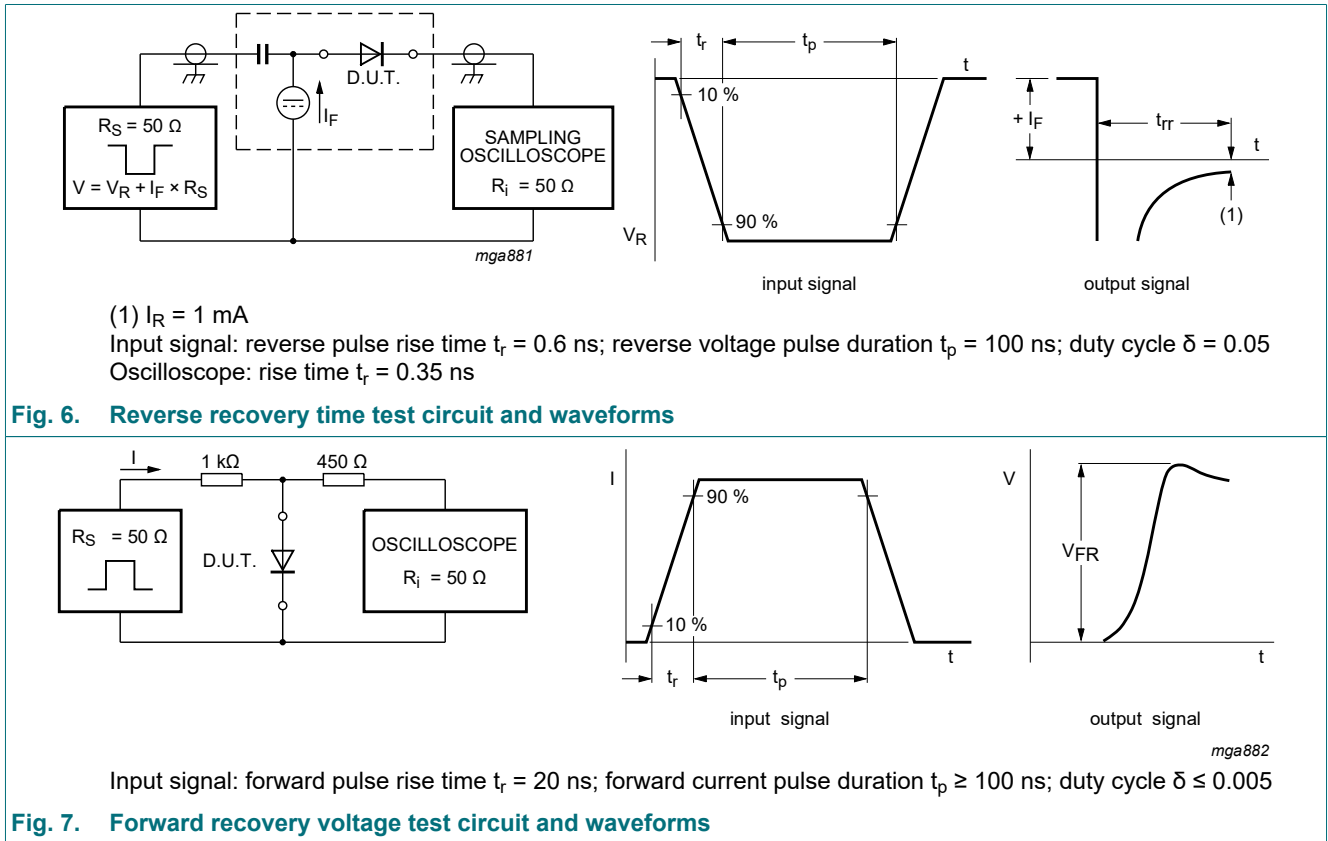 D.U.T.
I_F
R_S = 50 Ω
V = V_R + I_F × R_S
SAMPLING
OSCILLOSCOPE
R_i = 50 Ω
mga881
t_r
t_p
t
10 %
90 %
V_R
input signal
+ I_F
t_rr
t
(1)
output signal
(1) I_R = 1 mA
Input signal: reverse pulse rise time t_r = 0.6 ns; reverse voltage pulse duration t_p = 100 ns; duty cycle δ = 0.05
Oscilloscope: rise time t_r = 0.35 ns
Fig. 6. Reverse recovery time test circuit and waveforms
I
1 kΩ
450 Ω
R_S = 50 Ω
D.U.T.
OSCILLOSCOPE
R_i = 50 Ω
I
90 %
10 %
t
t_r
t_p
input signal
V
V_FR
t
output signal
mga882
Input signal: forward pulse rise time t_r = 20 ns; forward current pulse duration t_p ≥ 100 ns; duty cycle δ ≤ 0.005
Fig. 7. Forward recovery voltage test circuit and waveforms